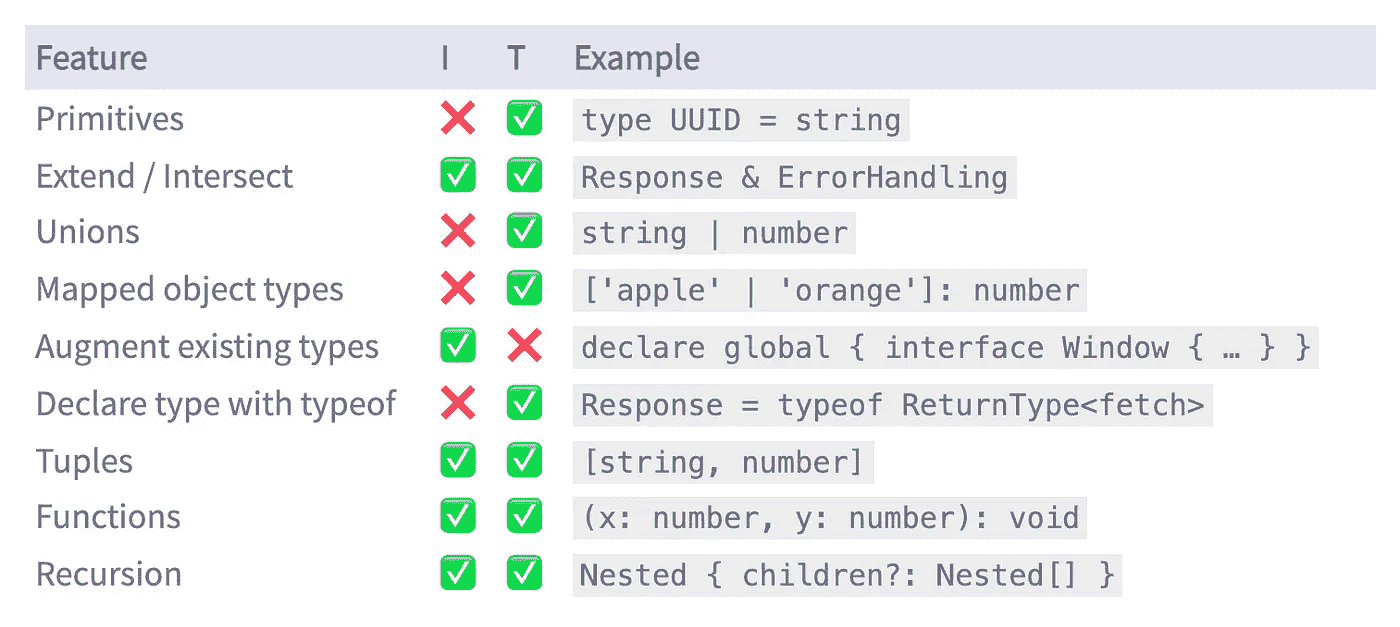 Feature I T Example
Primitives ❌ ✅ type UUID = string
Extend / Intersect ✅ ✅ Response & ErrorHandling
Unions ❌ ✅ string | number
Mapped object types ❌ ✅ ['apple' | 'orange']: number
Augment existing types ✅ ❌ declare global { interface Window { … } }
Declare type with typeof ❌ ✅ Response = typeof ReturnType<fetch>
Tuples ✅ ✅ [string, number]
Functions ✅ ✅ (x: number, y: number): void
Recursion ✅ ✅ Nested { children?: Nested[] }